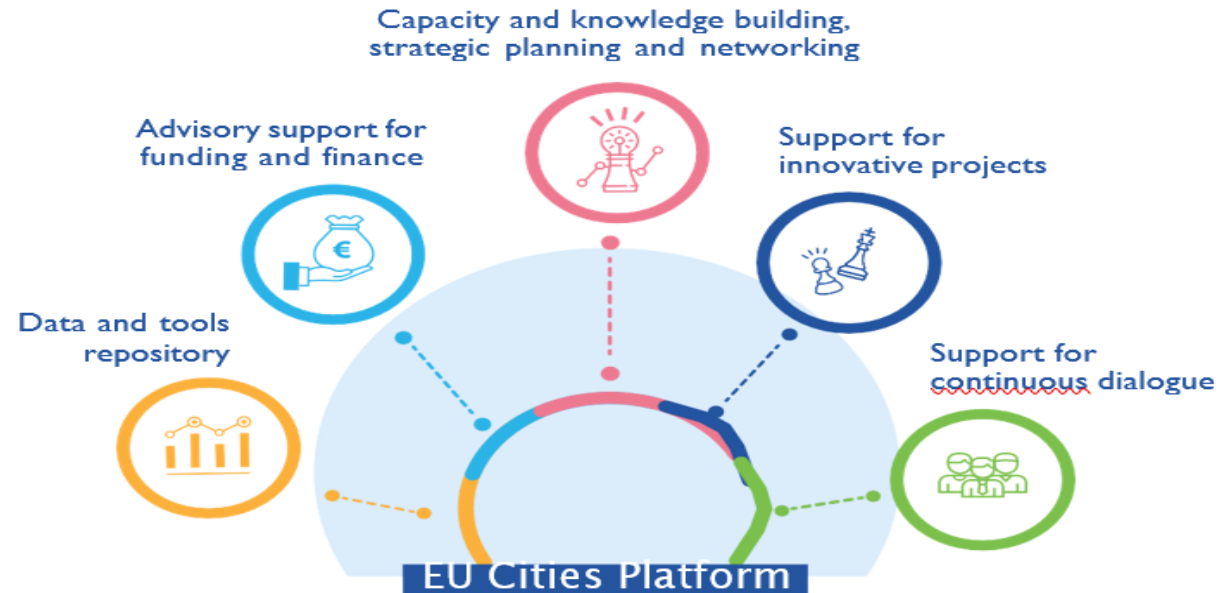 Capacity and knowledge building,
strategic planning and networking
Advisory support for
funding and finance
Support for
innovative projects
€
Data and tools
repository
Support for
continuous dialogue
EU Cities Platform